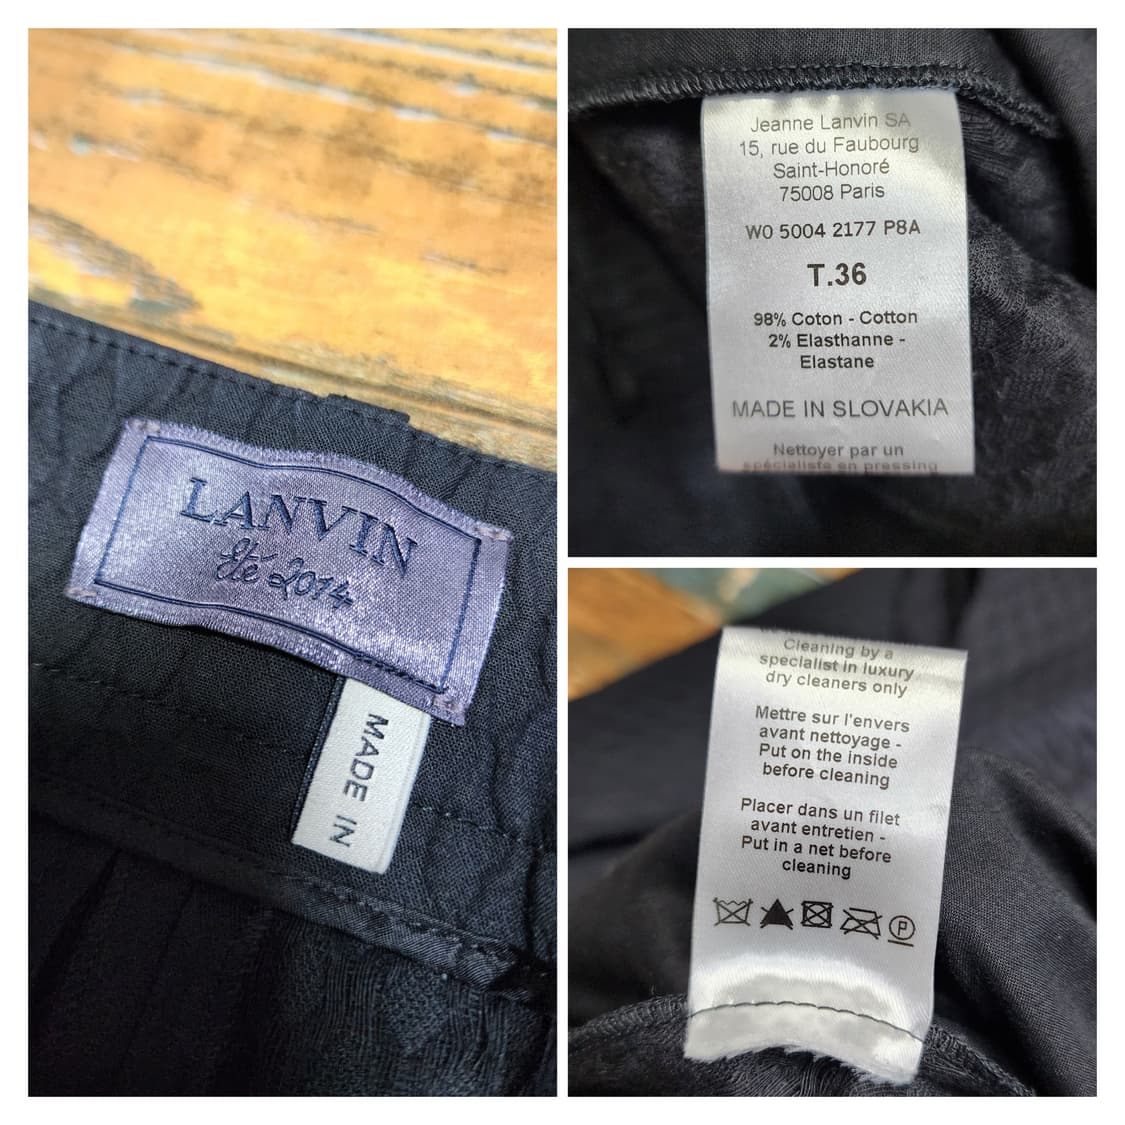 LANVIN
Été 2014
MADE IN
Jeanne Lanvin SA
15, rue du Faubourg
Saint-Honoré
75008 Paris
W0 5004 2177 P8A
T.36
98% Coton - Cotton
2% Elasthanne -
Elastane
MADE IN SLOVAKIA
Nettoyer par un
spécialiste en pressing
Cleaning by a
specialist in luxury
dry cleaners only
Mettre sur l'envers
avant nettoyage -
Put on the inside
before cleaning
Placer dans un filet
avant entretien -
Put in a net before
cleaning
P